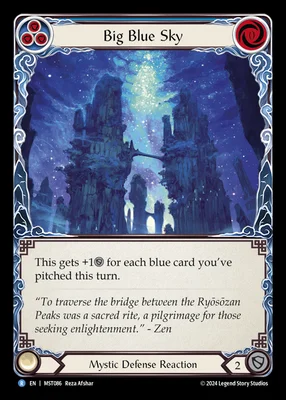 Big Blue Sky
This gets +1 for each blue card you've
pitched this turn.
"To traverse the bridge between the Ryōsōzan
Peaks was a sacred rite, a pilgrimage for those
seeking enlightenment." - Zen
Mystic Defense Reaction
2
R EN | MST086 Reza Afshar
© 2024 Legend Story Studios